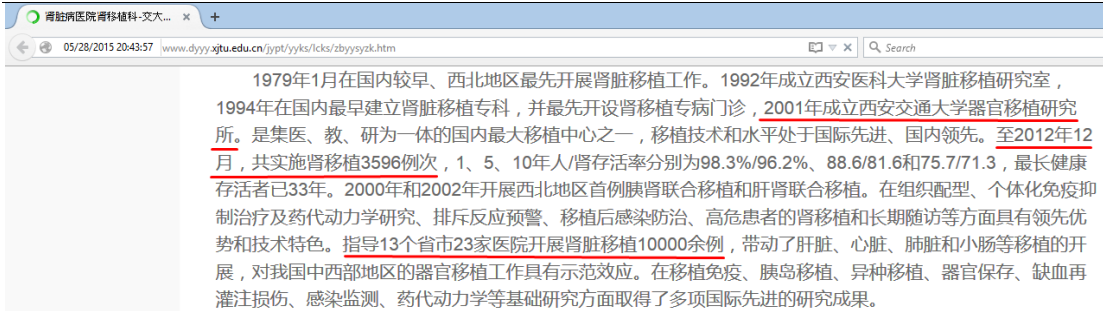 肾脏病医院肾移植科-交大...
05/28/2015 20:43:57 www.dyyy.xjtu.edu.cn/jypt/yyks/lcks/zbyysyzk.htm Search
1979年1月在国内较早、西北地区最先开展肾脏移植工作。1992年成立西安医科大学肾脏移植研究室，
1994年在国内最早建立肾脏移植专科，并最先开设肾移植专病门诊，2001年成立西安交通大学器官移植研究
所。是集医、教、研为一体的国内最大移植中心之一，移植技术和水平处于国际先进、国内领先。至2012年12
月，共实施肾移植3596例次，1、5、10年人/肾存活率分别为98.3%/96.2%、88.6/81.6和75.7/71.3，最长健康
存活者已33年。2000年和2002年开展西北地区首例胰肾联合移植和肝肾联合移植。在组织配型、个体化免疫抑
制治疗及药代动力学研究、排斥反应预警、移植后感染防治、高危患者的肾移植和长期随访等方面具有领先优
势和技术特色。指导13个省市23家医院开展肾脏移植10000余例，带动了肝脏、心脏、肺脏和小肠等移植的开
展，对我国中西部地区的器官移植工作具有示范效应。在移植免疫、胰岛移植、异种移植、器官保存、缺血再
灌注损伤、感染监测、药代动力学等基础研究方面取得了多项国际先进的研究成果。